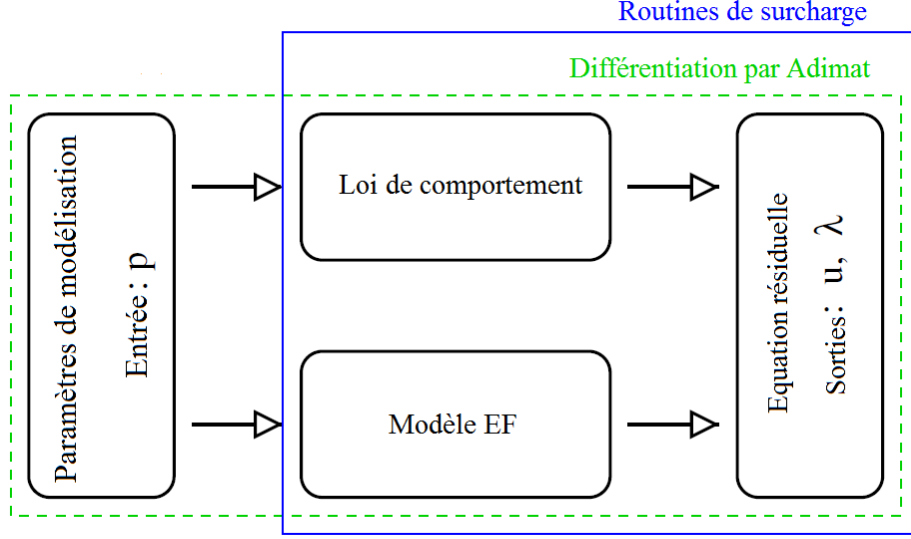 Routines de surcharge
Différentiation par Adimat
Paramètres de modélisation
Entrée: p
Loi de comportement
Modèle EF
Equation résiduelle
Sorties: u, λ